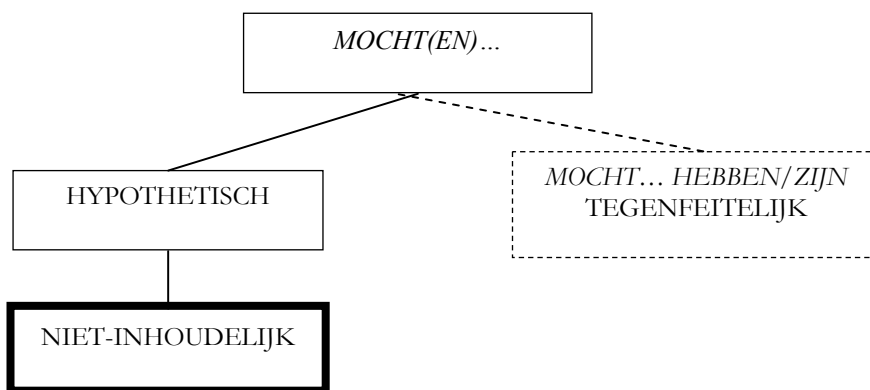 MOCHT(EN)…
HYPOTHETISCH
MOCHT… HEBBEN/ZIJN
TEGENFEITELIJK
NIET-INHOUDELIJK